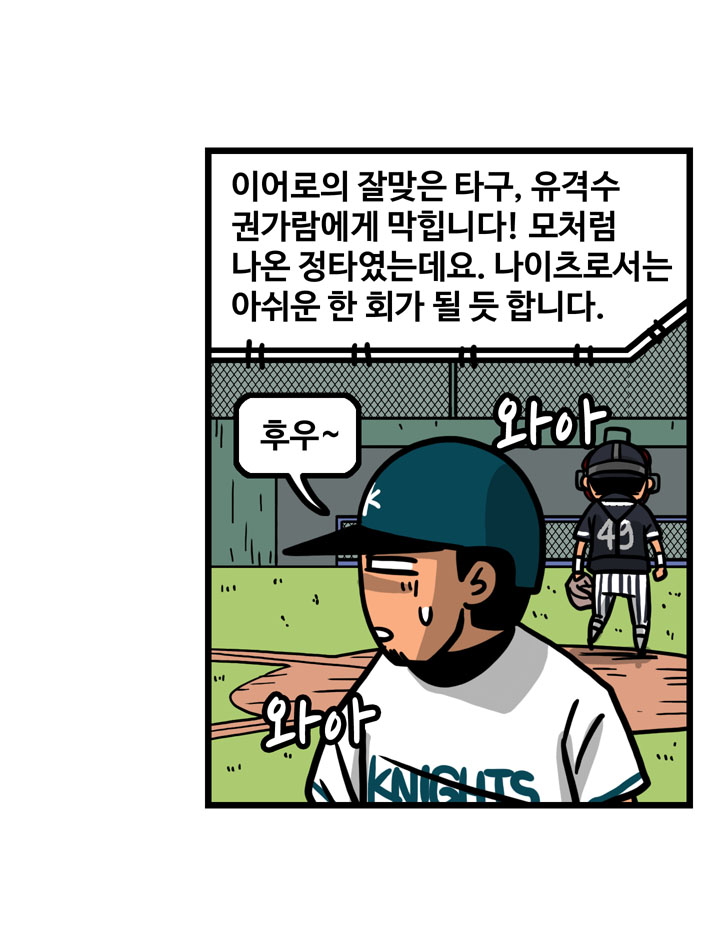 이어로의 잘맞은 타구, 유격수
권가람에게 막힙니다! 모처럼
나온 정타였는데요. 나이츠로서는
아쉬운 한 회가 될 듯 합니다.
후우~
와아
K
49
와아
KNIGHTS